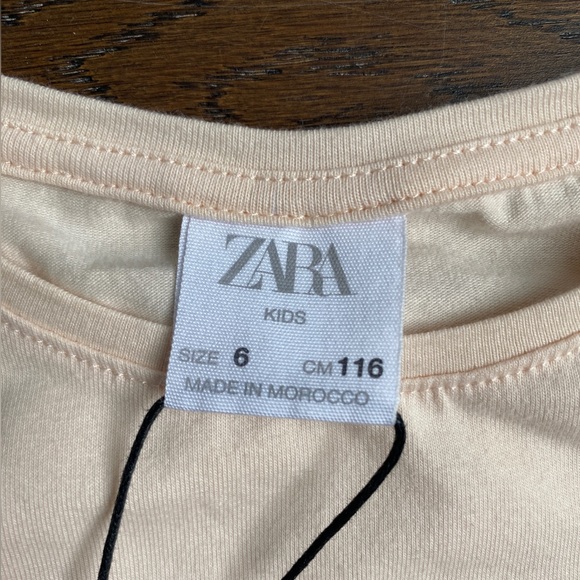 ZARA
KIDS
SIZE 6 CM 116
MADE IN MOROCCO